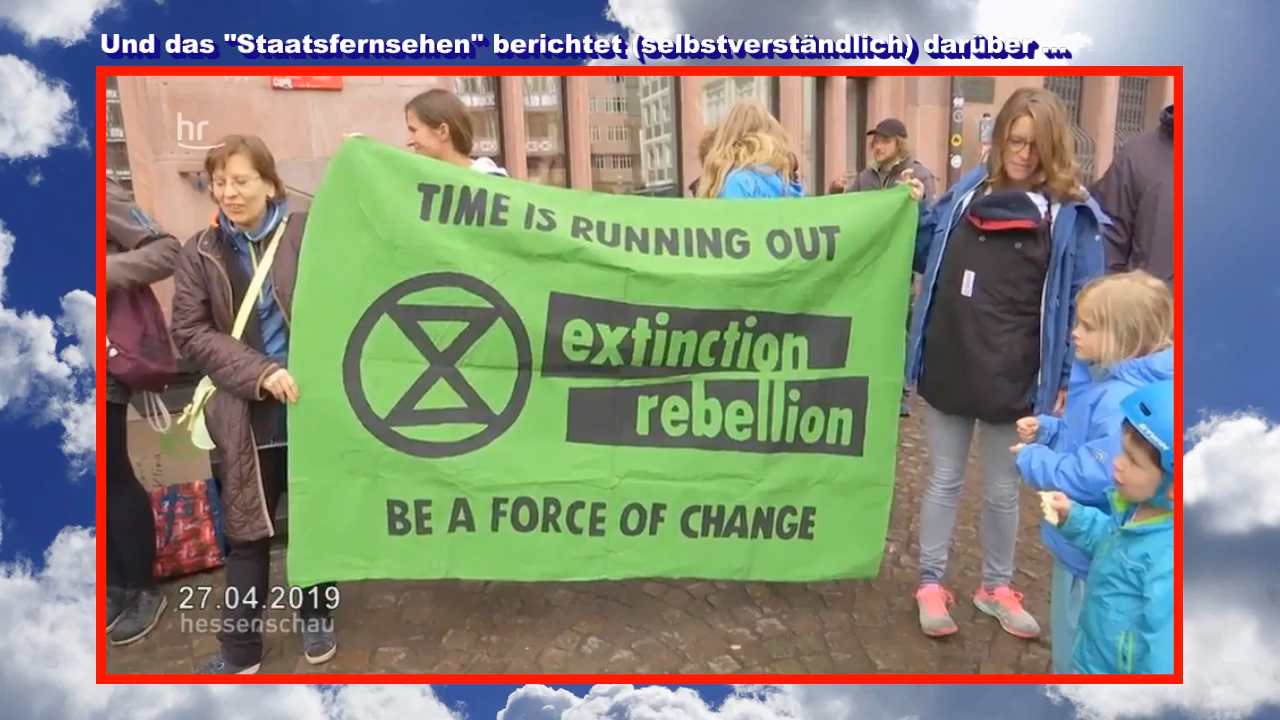 Und das "Staatsfernsehen" berichtet (selbstverständlich) darüber ...
hr
TIME IS RUNNING OUT
extinction
rebellion
BE A FORCE OF CHANGE
27.04.2019
hessenschau